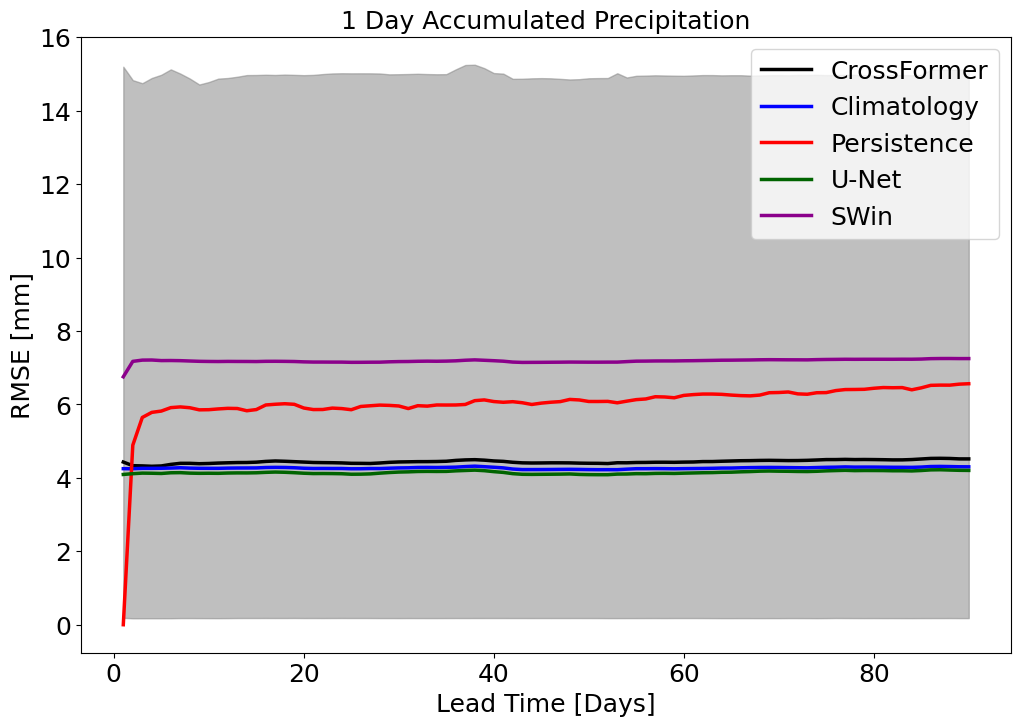 1 Day Accumulated Precipitation
16
14
12
10
8
6
4
2
0
RMSE [mm]
CrossFormer
Climatology
Persistence
U-Net
SWin
0 20 40 60 80
Lead Time [Days]